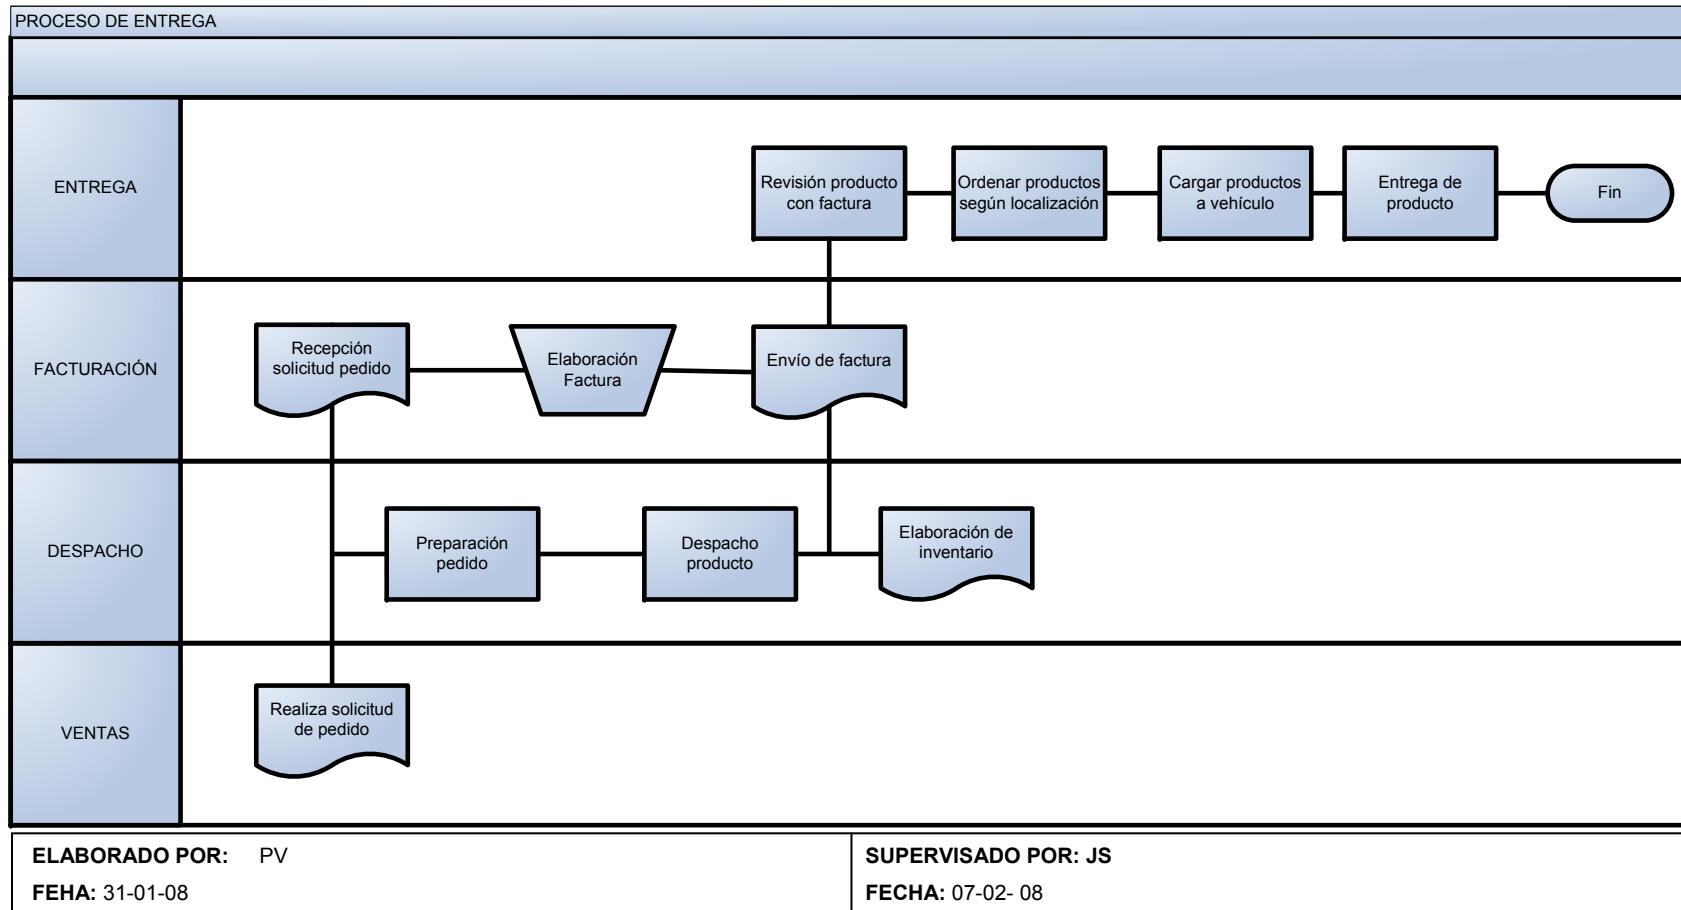 PROCESO DE ENTREGA
ENTREGA
Revisión producto
con factura
Ordenar productos
según localización
Cargar productos
a vehículo
Entrega de
producto
Fin
FACTURACIÓN
Recepción
solicitud pedido
Elaboración
Factura
Envío de factura
DESPACHO
Preparación
pedido
Despacho
producto
Elaboración de
inventario
VENTAS
Realiza solicitud
de pedido
ELABORADO POR: PV
FEHA: 31-01-08
SUPERVISADO POR: JS
FECHA: 07-02- 08